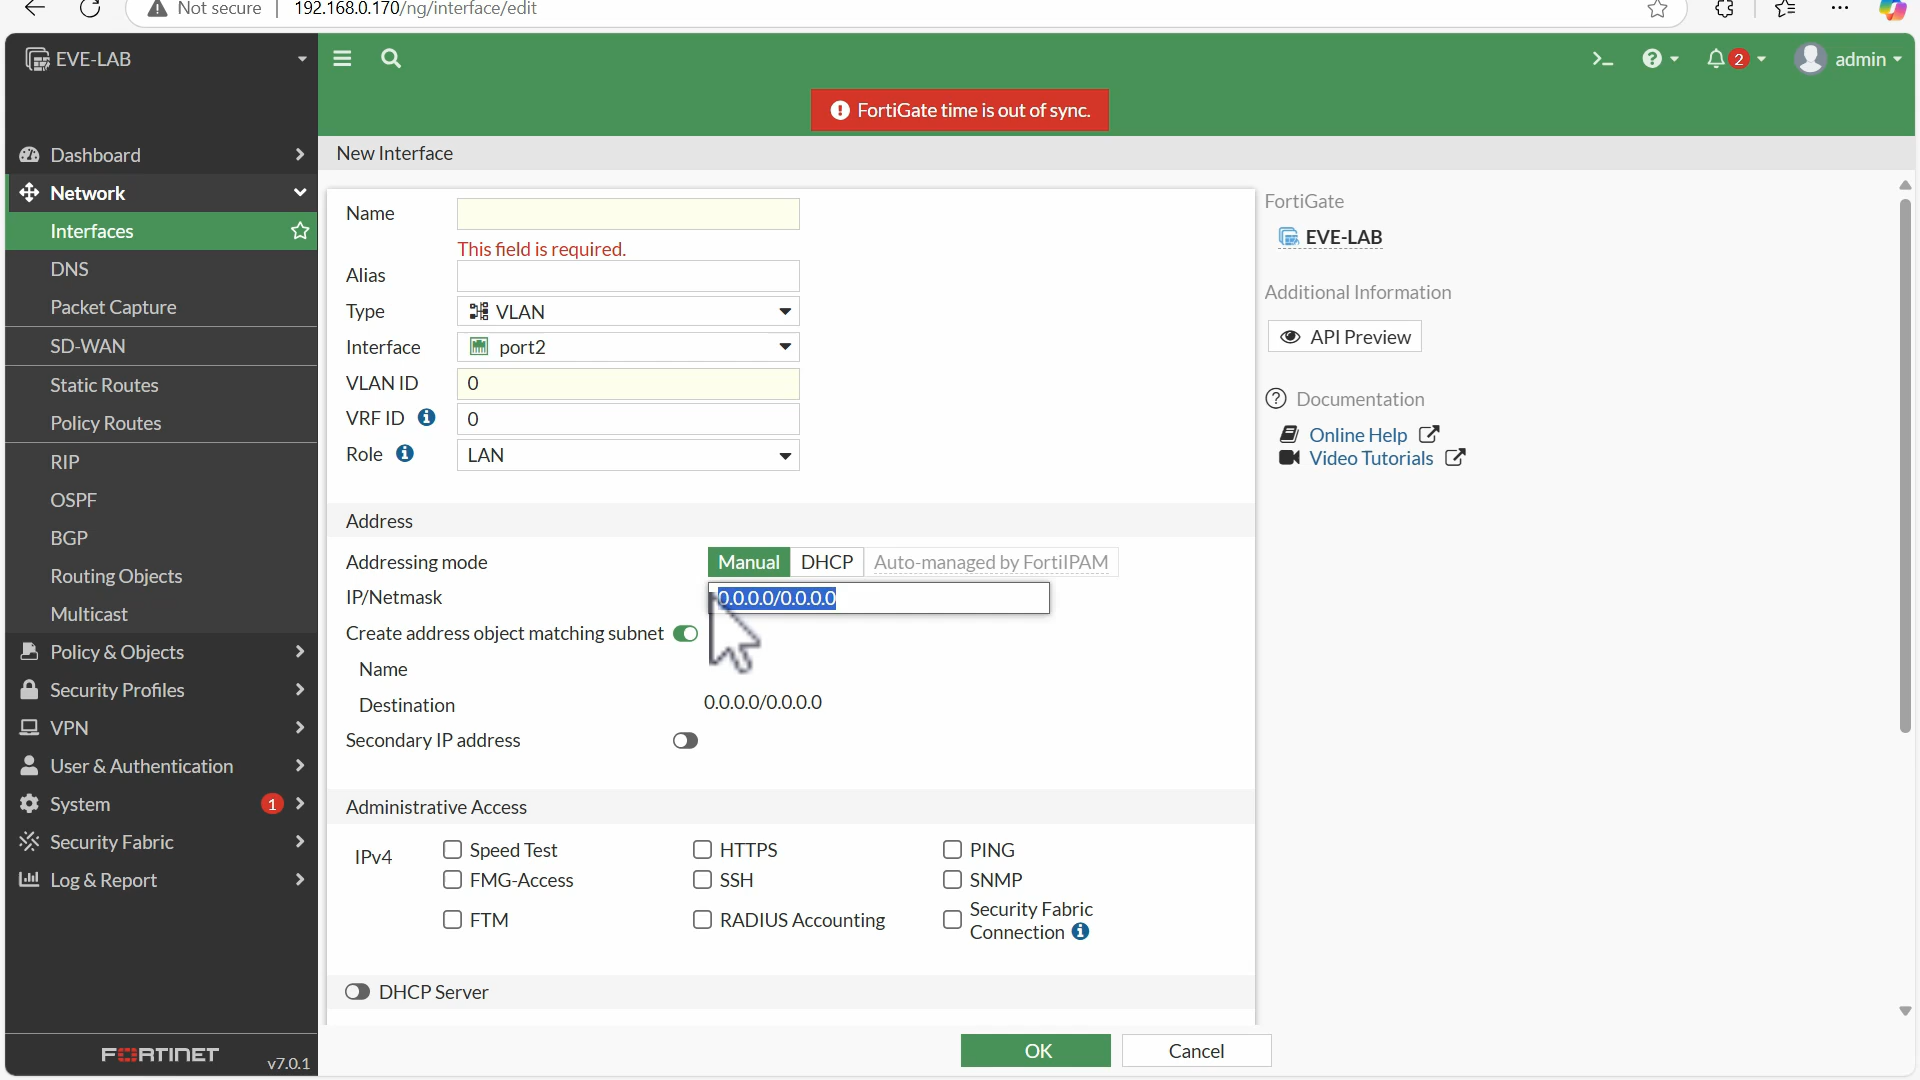 Not secure
192.168.0.170/ng/interface/edit
EVE-LAB
2
admin
FortiGate time is out of sync.
Dashboard
Network
Interfaces
DNS
Packet Capture
SD-WAN
Static Routes
Policy Routes
RIP
OSPF
BGP
Routing Objects
Multicast
Policy & Objects
Security Profiles
VPN
User & Authentication
System 1
Security Fabric
Log & Report
FORTINET v7.0.1
New Interface
Name
This field is required.
Alias
Type VLAN
Interface port2
VLAN ID 0
VRF ID 0
Role LAN
Address
Addressing mode Manual DHCP Auto-managed by FortiIPAM
IP/Netmask 0.0.0.0/0.0.0.0
Create address object matching subnet
Name
Destination 0.0.0.0/0.0.0.0
Secondary IP address
Administrative Access
IPv4 Speed Test HTTPS PING
FMG-Access SSH SNMP
FTM RADIUS Accounting Security Fabric
Connection
DHCP Server
OK Cancel
FortiGate
EVE-LAB
Additional Information
API Preview
Documentation
Online Help
Video Tutorials